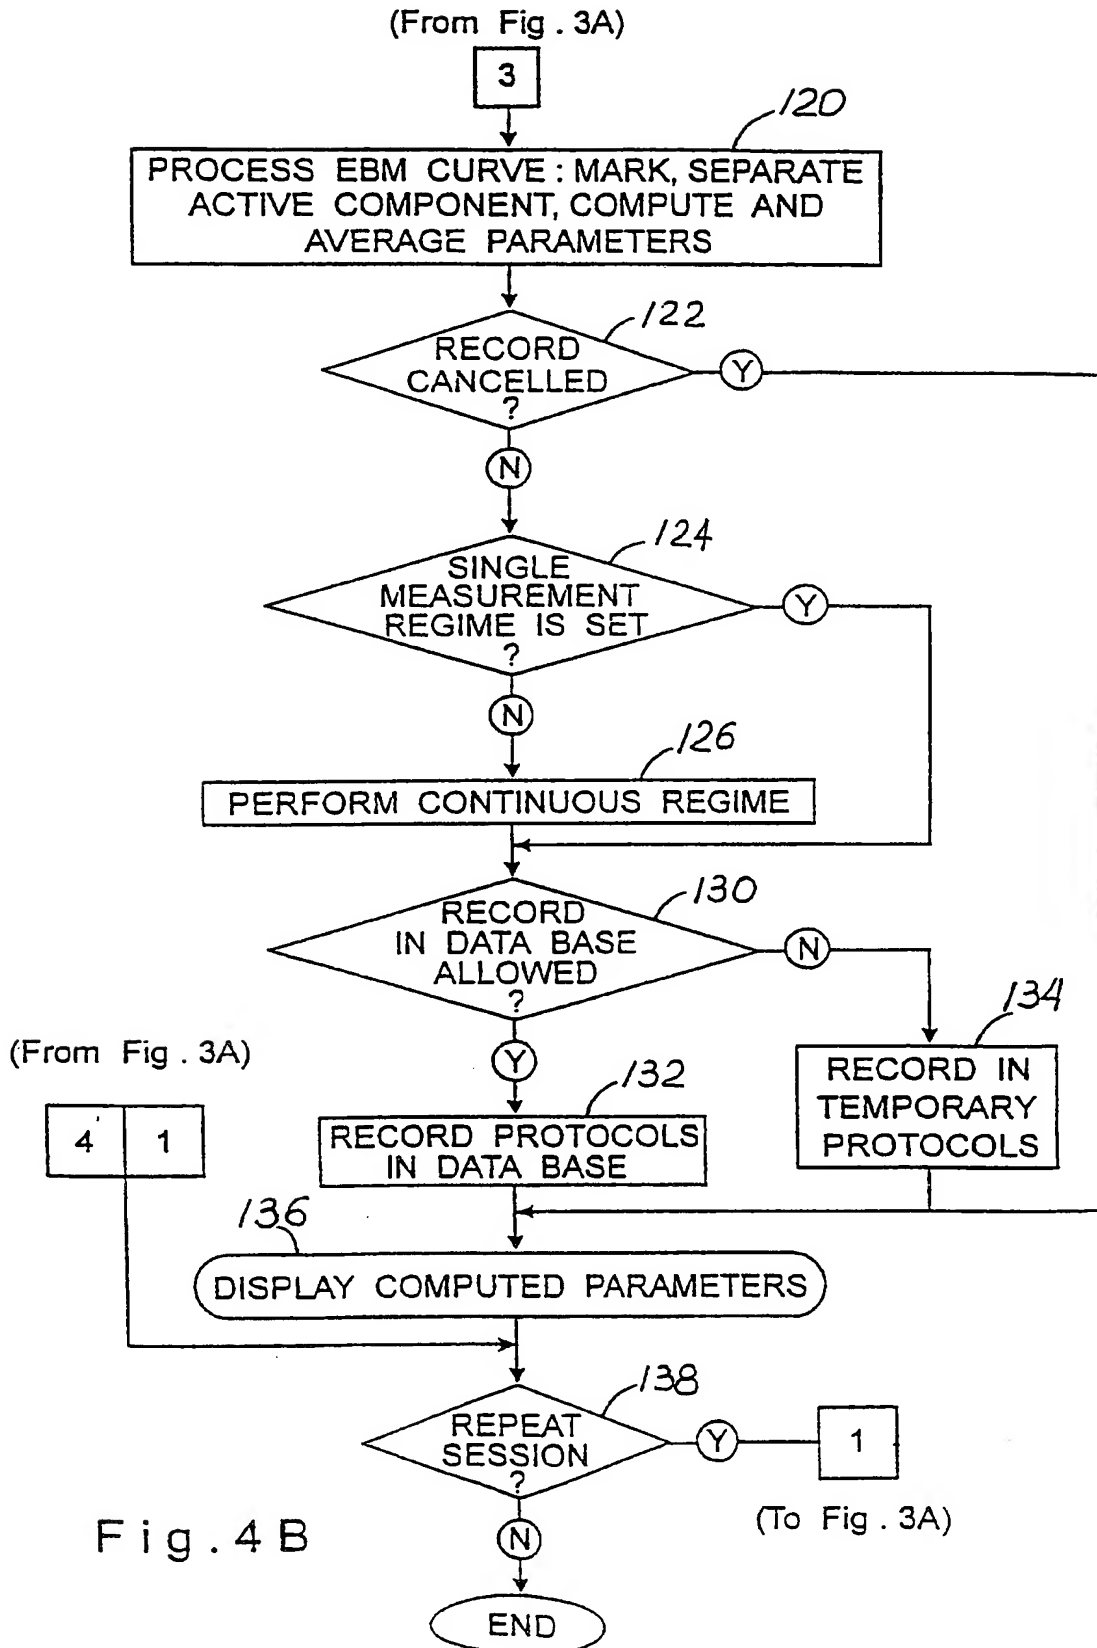 (From Fig. 3A)
3
120
PROCESS EBM CURVE : MARK, SEPARATE
ACTIVE COMPONENT, COMPUTE AND
AVERAGE PARAMETERS
122
RECORD
CANCELLED
?
Y
N
124
SINGLE
MEASUREMENT
REGIME IS SET
?
Y
N
126
PERFORM CONTINUOUS REGIME
130
RECORD
IN DATA BASE
ALLOWED
?
N
Y
134
RECORD IN
TEMPORARY
PROTOCOLS
(From Fig. 3A)
4 1
132
RECORD PROTOCOLS
IN DATA BASE
136
DISPLAY COMPUTED PARAMETERS
138
REPEAT
SESSION
?
Y
1
(To Fig. 3A)
N
Fig. 4B
END